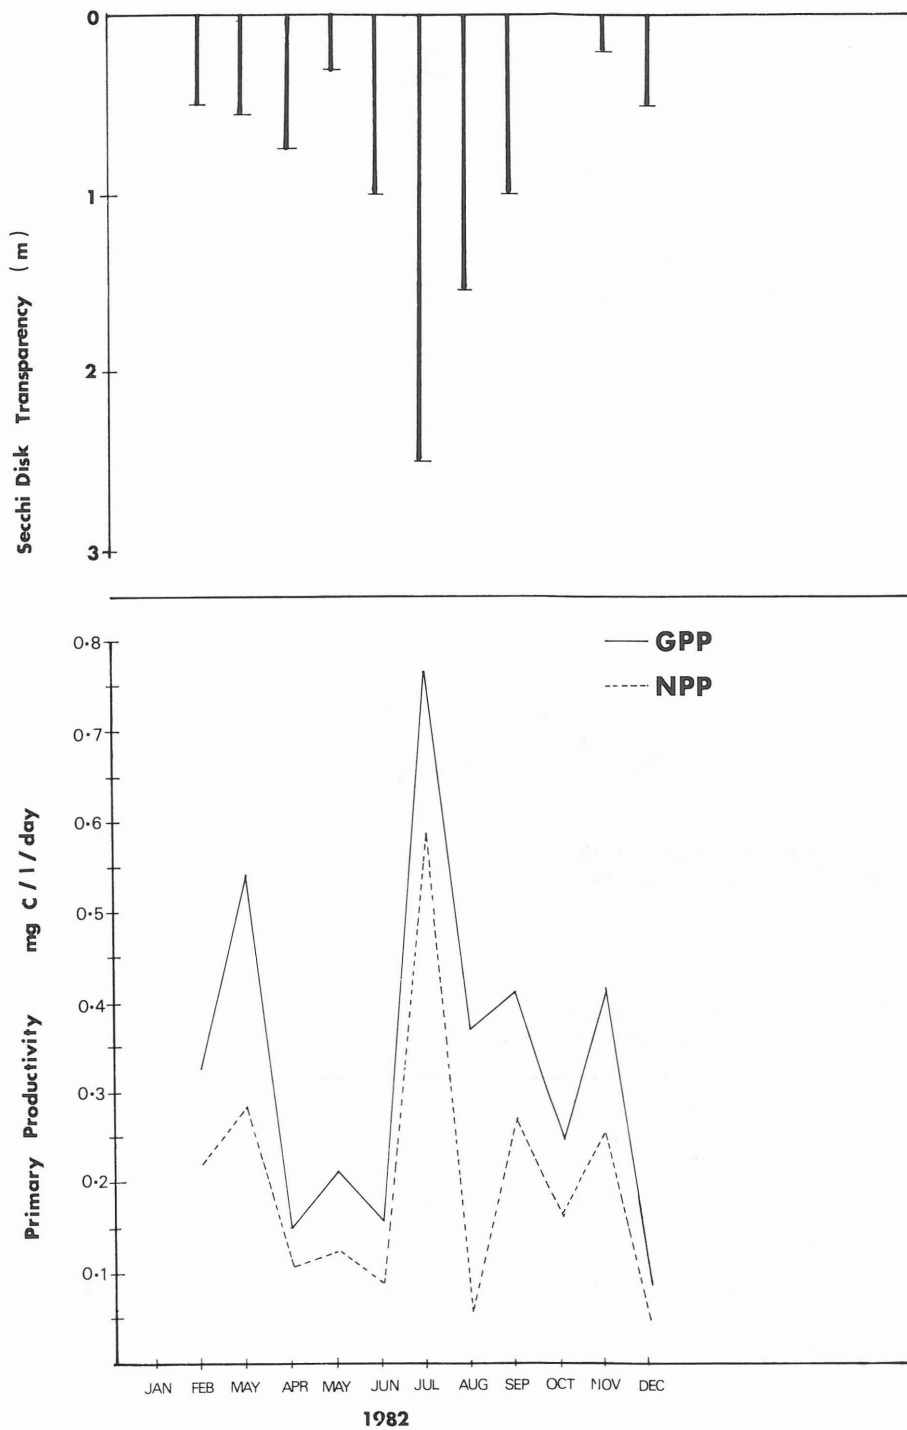 0
1
2
3
Secchi Disk Transparency ( m )
GPP
NPP
0·8
0·7
0·6
0·5
0·4
0·3
0·2
0·1
Primary Productivity mg C / l / day
JAN FEB MAY APR MAY JUN JUL AUG SEP OCT NOV DEC
1982